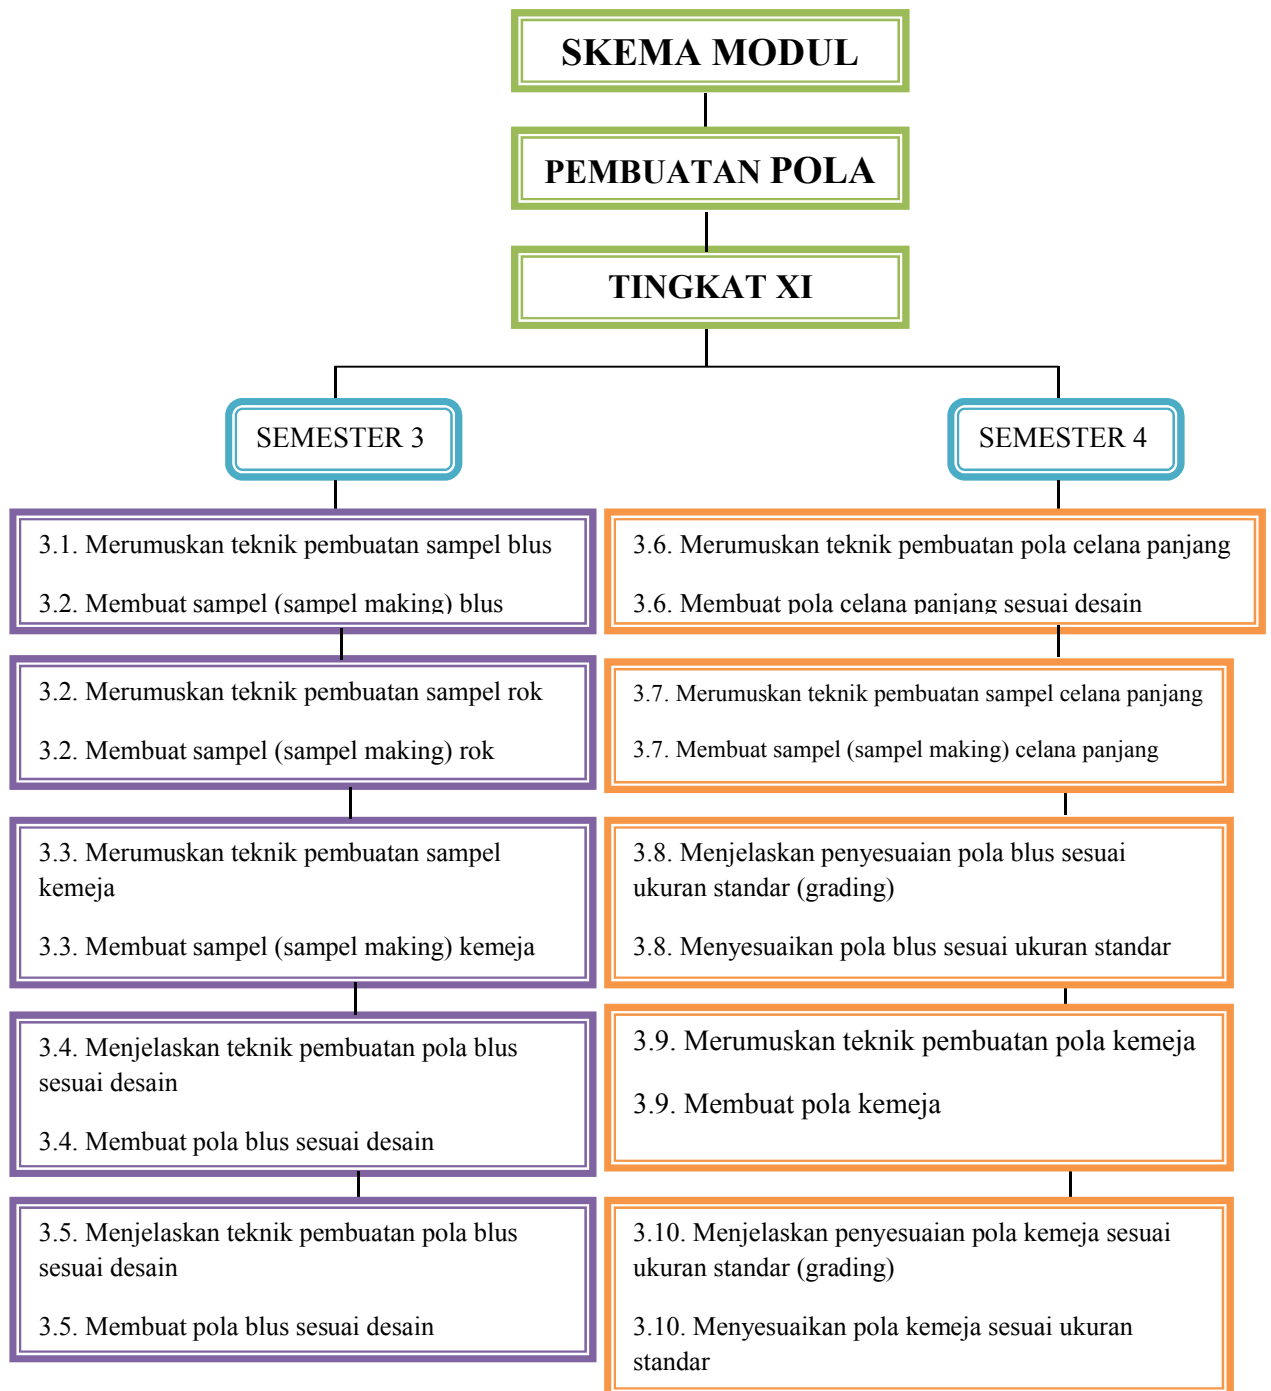 SKEMA MODUL
PEMBUATAN POLA
TINGKAT XI
SEMESTER 3
3.1. Merumuskan teknik pembuatan sampel blus
3.2. Membuat sampel (sampel making) blus
3.2. Merumuskan teknik pembuatan sampel rok
3.2. Membuat sampel (sampel making) rok
3.3. Merumuskan teknik pembuatan sampel
kemeja
3.3. Membuat sampel (sampel making) kemeja
3.4. Menjelaskan teknik pembuatan pola blus
sesuai desain
3.4. Membuat pola blus sesuai desain
3.5. Menjelaskan teknik pembuatan pola blus
sesuai desain
3.5. Membuat pola blus sesuai desain
SEMESTER 4
3.6. Merumuskan teknik pembuatan pola celana panjang
3.6. Membuat pola celana panjang sesuai desain
3.7. Merumuskan teknik pembuatan sampel celana panjang
3.7. Membuat sampel (sampel making) celana panjang
3.8. Menjelaskan penyesuaian pola blus sesuai
ukuran standar (grading)
3.8. Menyesuaikan pola blus sesuai ukuran standar
3.9. Merumuskan teknik pembuatan pola kemeja
3.9. Membuat pola kemeja
3.10. Menjelaskan penyesuaian pola kemeja sesuai
ukuran standar (grading)
3.10. Menyesuaikan pola kemeja sesuai ukuran
standar